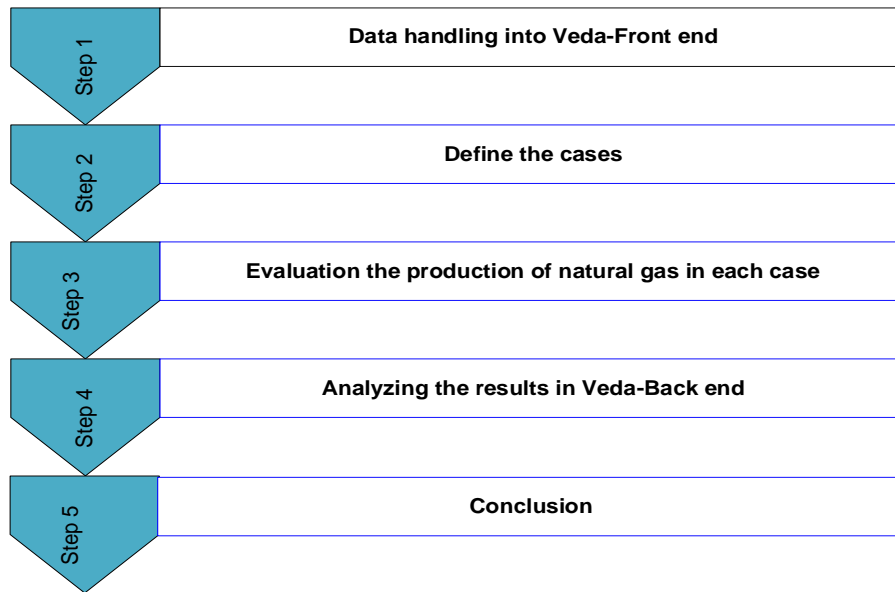 Step 1
Data handling into Veda-Front end
Step 2
Define the cases
Step 3
Evaluation the production of natural gas in each case
Step 4
Analyzing the results in Veda-Back end
Step 5
Conclusion